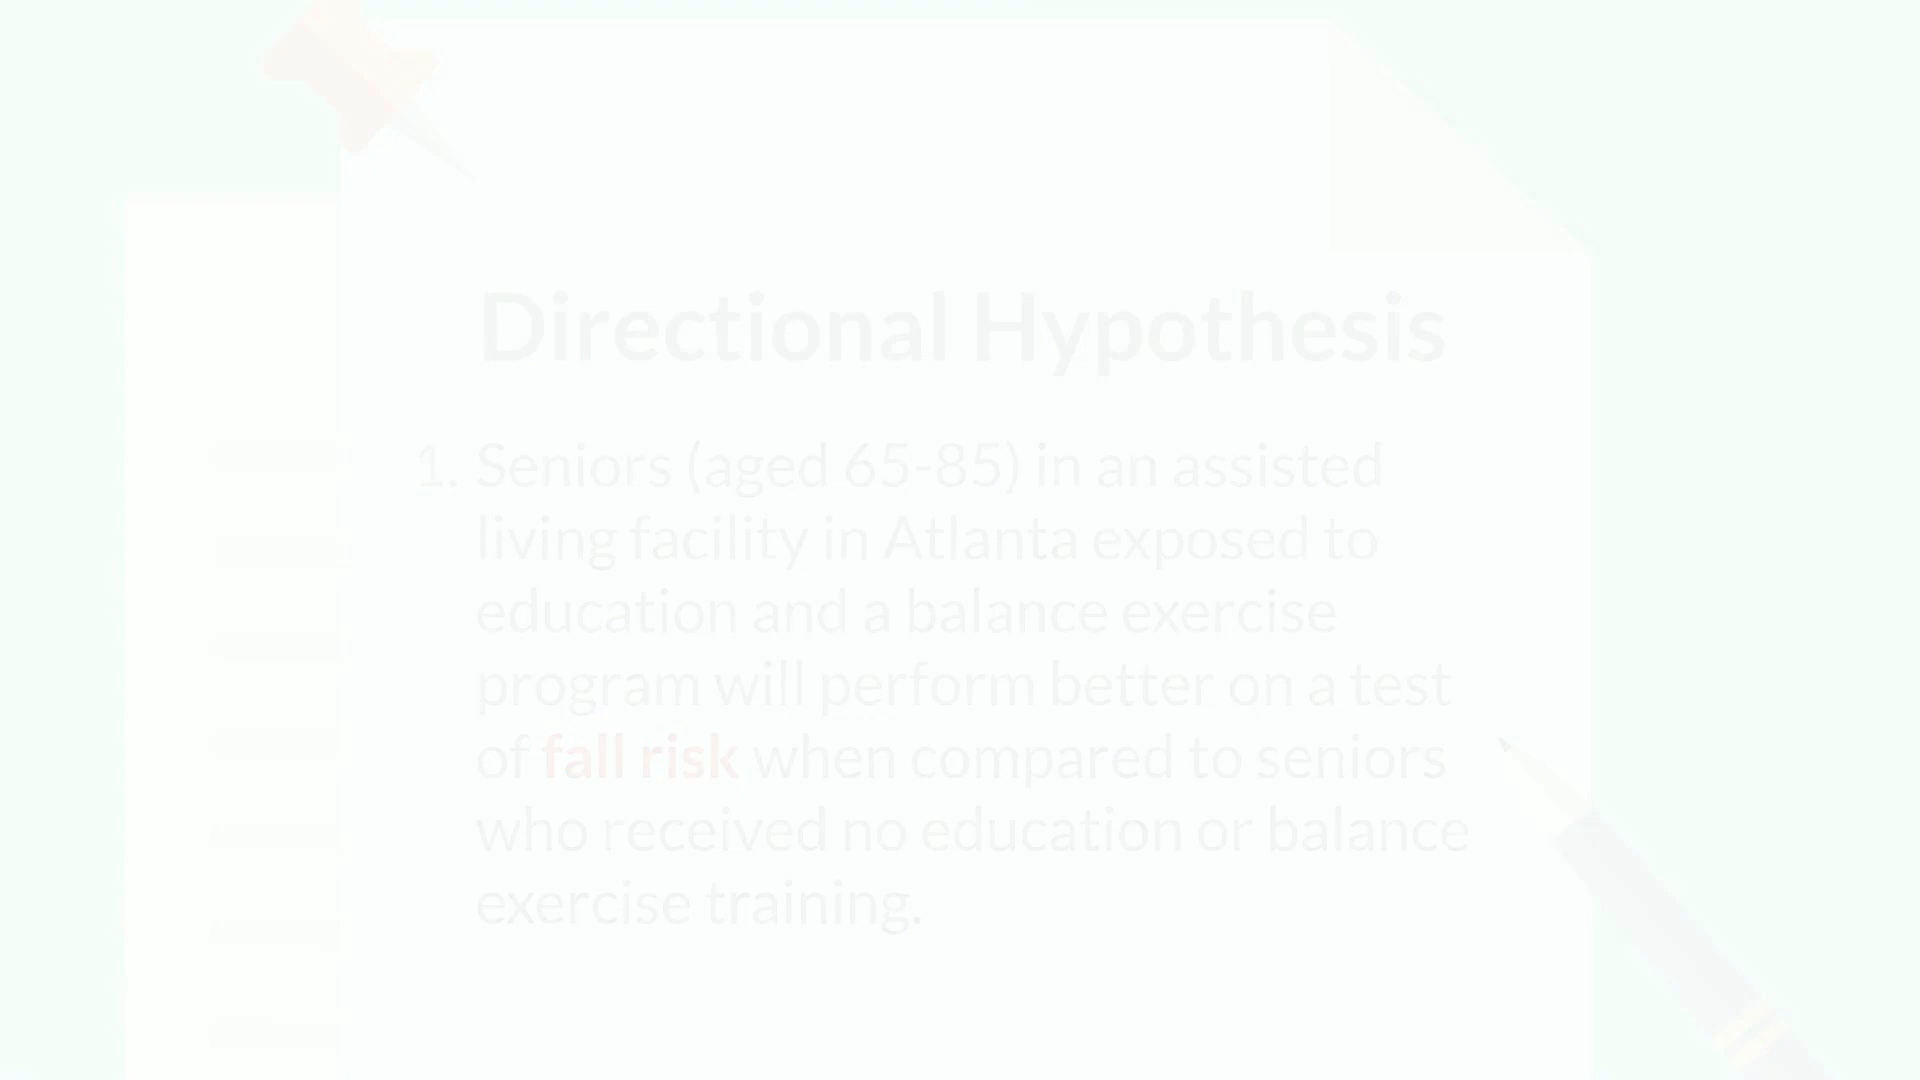 Directional Hypothesis
1. Seniors (aged 65-85) in an assisted
living facility in Atlanta exposed to
education and a balance exercise
program will perform better on a test
of fall risk when compared to seniors
who received no education or balance
exercise training.